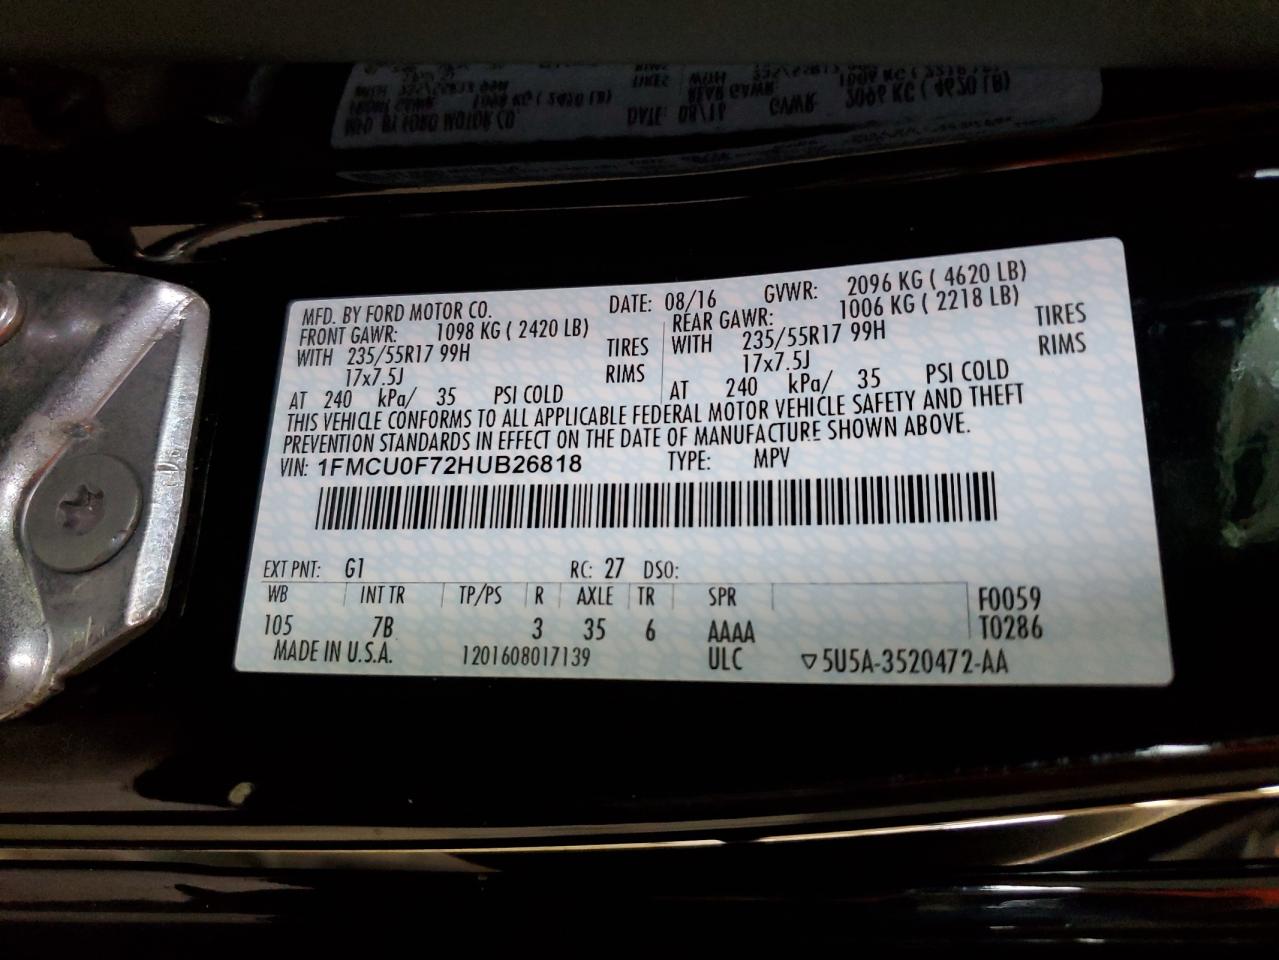 MFD. BY FORD MOTOR CO. DATE: 08/16 GVWR: 2096 KG ( 4620 LB)
FRONT GAWR: 1098 KG ( 2420 LB) REAR GAWR: 1006 KG ( 2218 LB)
WITH 235/55R17 99H TIRES WITH 235/55R17 99H TIRES
17x7.5J RIMS 17x7.5J RIMS
AT 240 kPa/ 35 PSI COLD AT 240 kPa/ 35 PSI COLD
THIS VEHICLE CONFORMS TO ALL APPLICABLE FEDERAL MOTOR VEHICLE SAFETY AND THEFT
PREVENTION STANDARDS IN EFFECT ON THE DATE OF MANUFACTURE SHOWN ABOVE.
VIN: 1FMCU0F72HUB26818 TYPE: MPV
EXT PNT: G1 RC: 27 DSO:
WB INT TR TP/PS R AXLE TR SPR F0059
105 7B 3 35 6 AAAA T0286
MADE IN U.S.A. 1201608017139 ULC ▽5U5A-3520472-AA